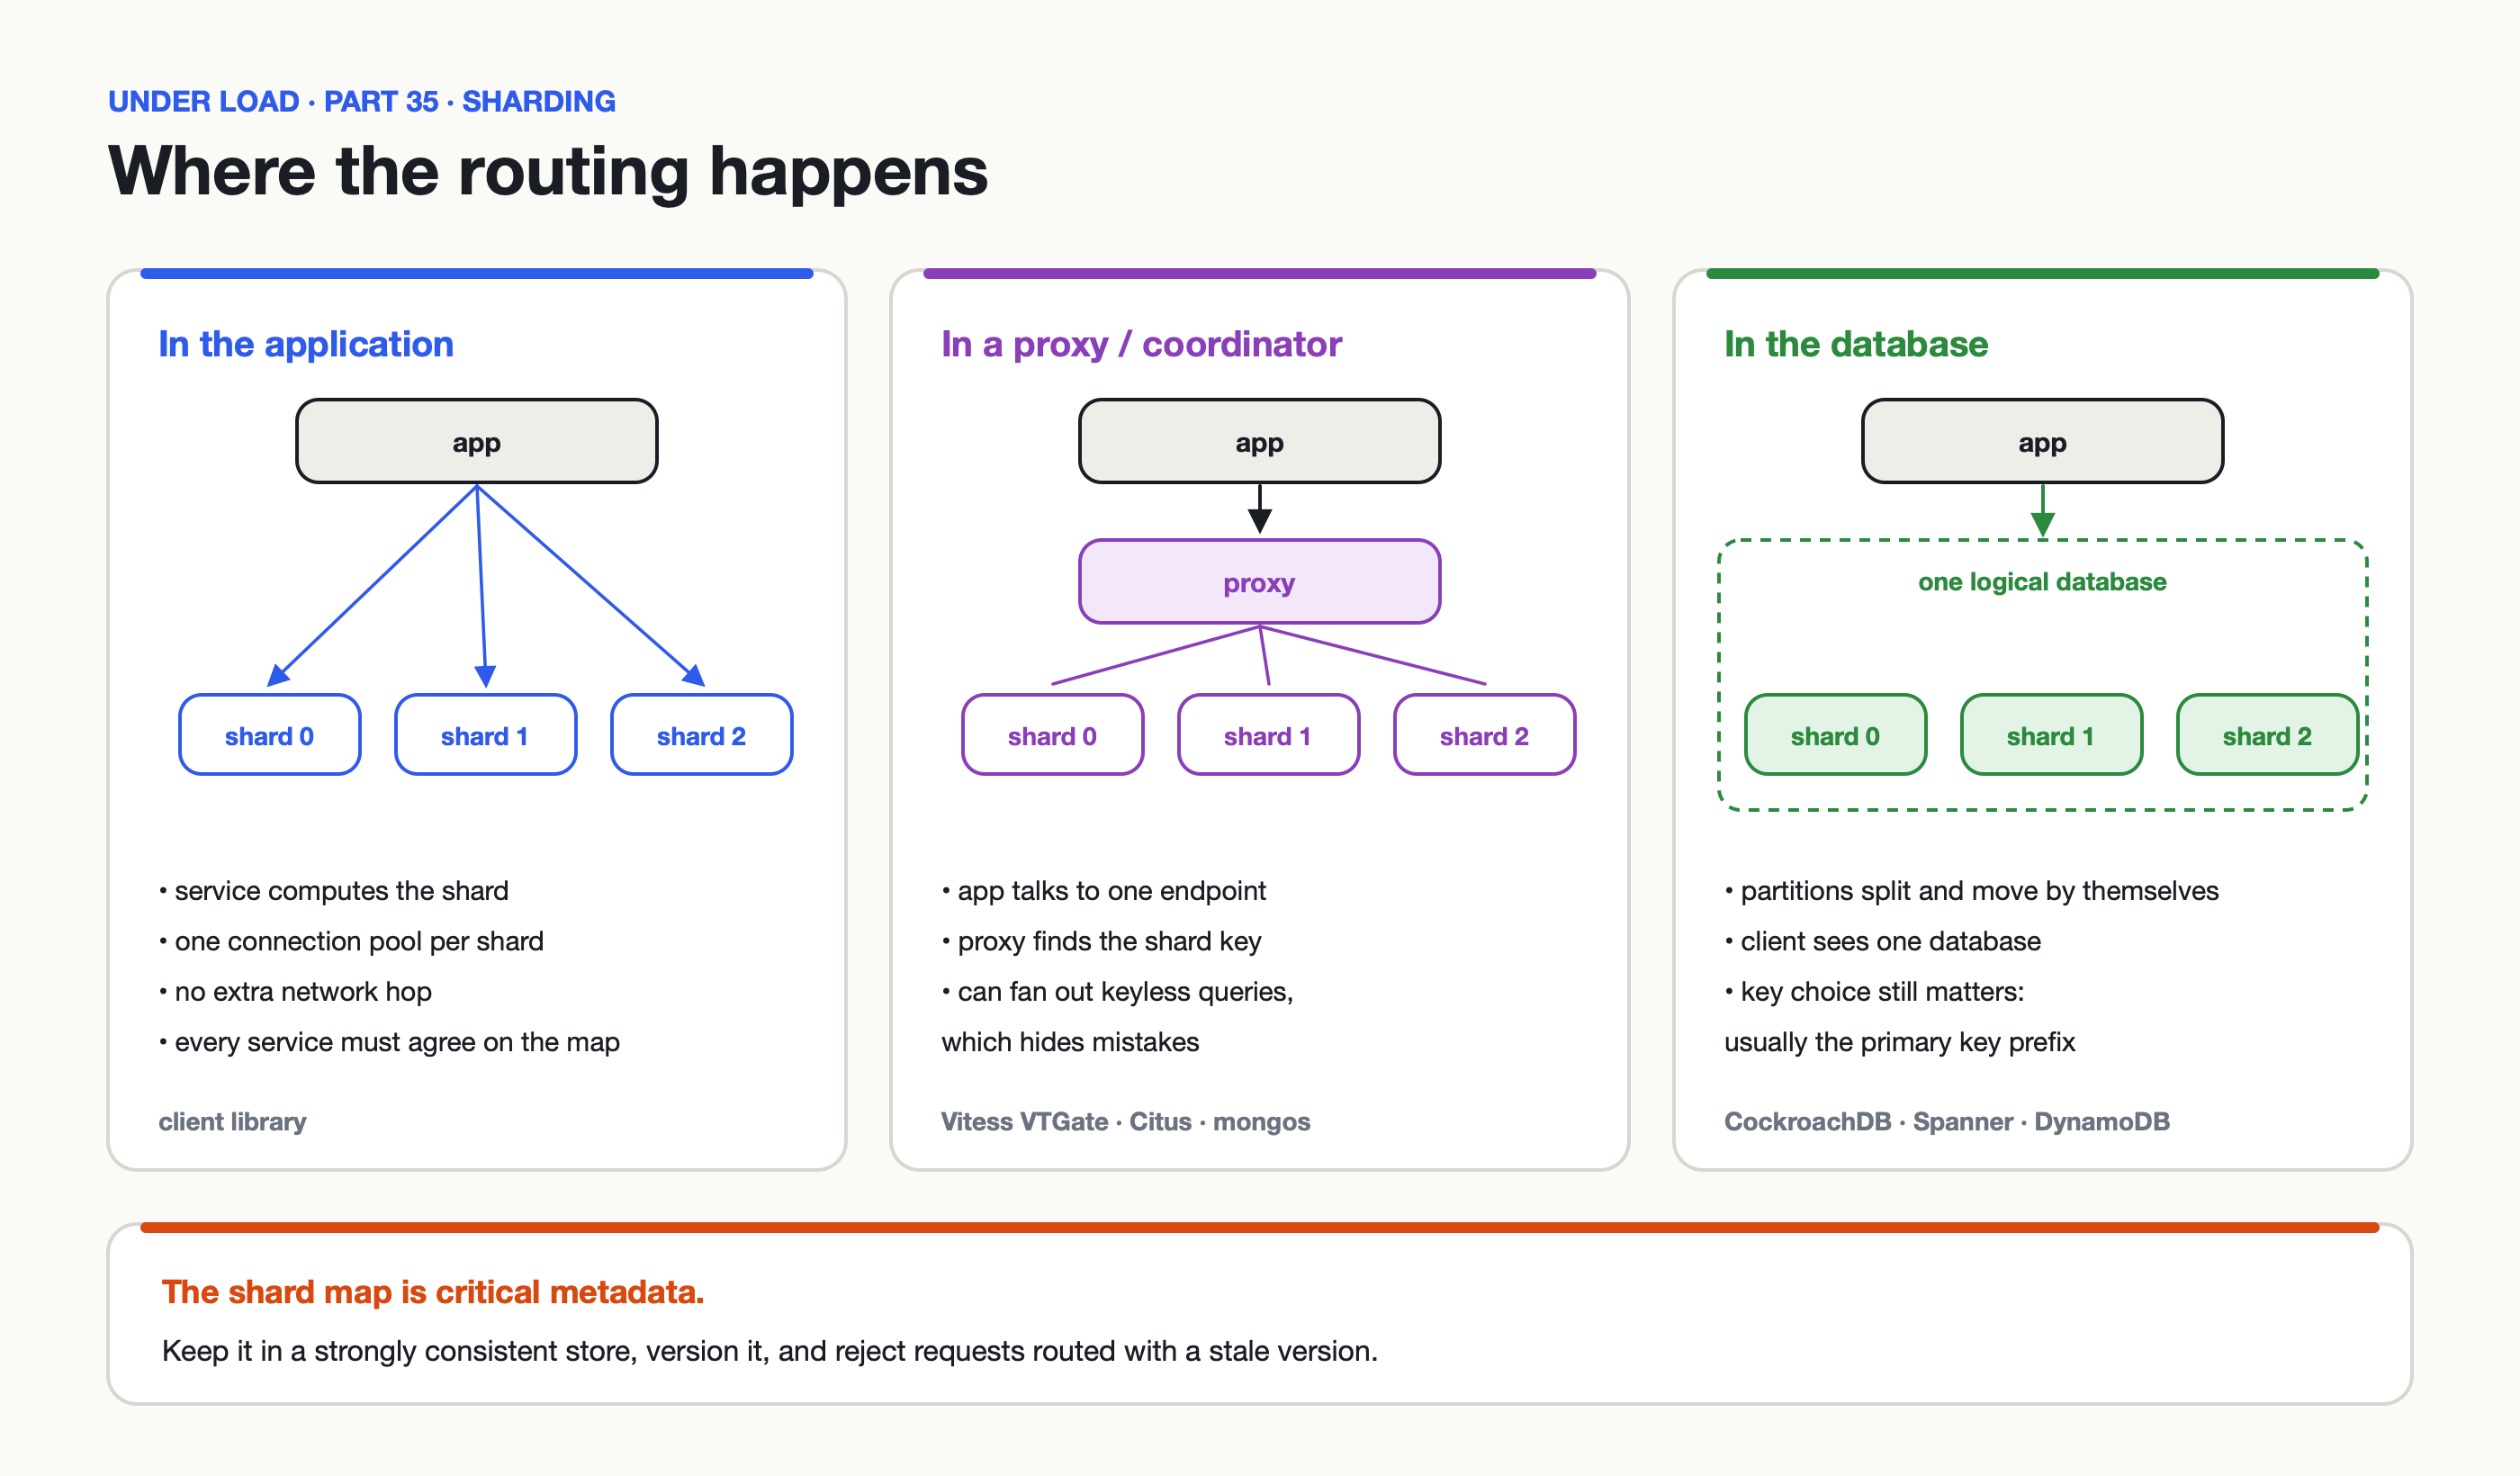 UNDER LOAD · PART 35 · SHARDING
Where the routing happens
In the application
app
shard 0
shard 1
shard 2
• service computes the shard
• one connection pool per shard
• no extra network hop
• every service must agree on the map
client library
In a proxy / coordinator
app
proxy
shard 0
shard 1
shard 2
• app talks to one endpoint
• proxy finds the shard key
• can fan out keyless queries,
which hides mistakes
Vitess VTGate · Citus · mongos
In the database
app
one logical database
shard 0
shard 1
shard 2
• partitions split and move by themselves
• client sees one database
• key choice still matters:
usually the primary key prefix
CockroachDB · Spanner · DynamoDB
The shard map is critical metadata.
Keep it in a strongly consistent store, version it, and reject requests routed with a stale version.